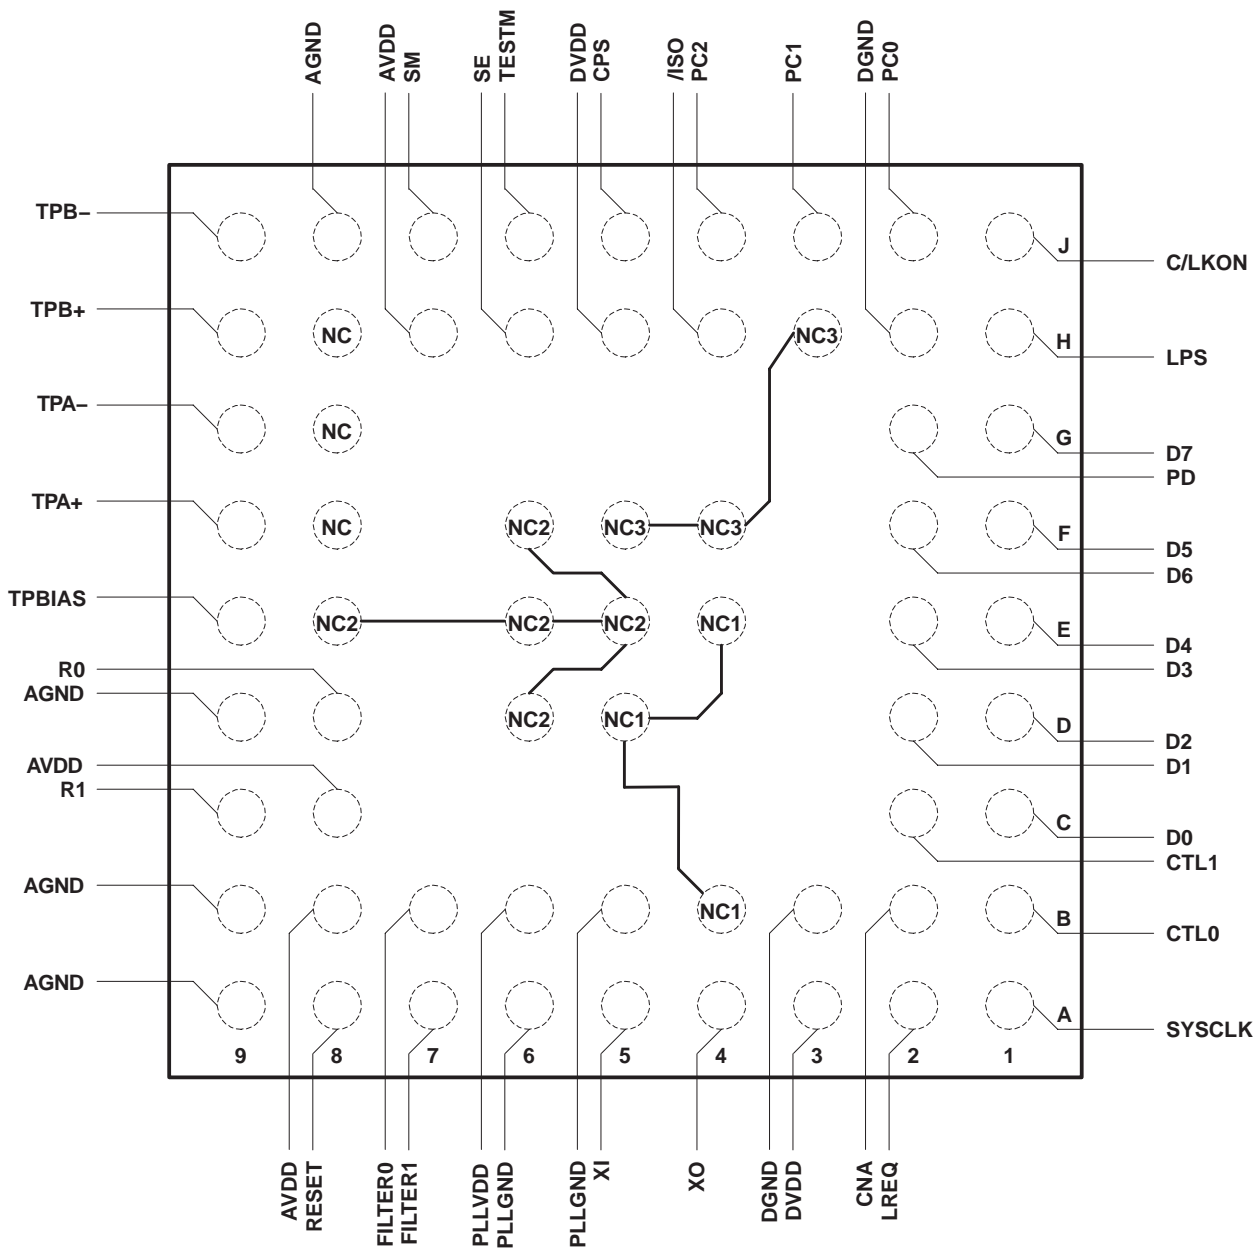 AGND
AVDD
SM
SE
TESTM
DVDD
CPS
/ISO
PC2
PC1
DGND
PC0
TPB–
J
C/LKON
TPB+
NC
NC3
H
LPS
TPA–
NC
G
D7
PD
TPA+
NC
NC2
NC3
NC3
F
D5
D6
TPBIAS
NC2
NC2
NC2
NC1
E
D4
D3
R0
AGND
NC2
NC1
D
D2
D1
AVDD
R1
C
D0
CTL1
AGND
NC1
B
CTL0
AGND
A
SYSCLK
9
8
7
6
5
4
3
2
1
AVDD
RESET
FILTER0
FILTER1
PLLVDD
PLLGND
PLLGND
XI
XO
DGND
DVDD
CNA
LREQ